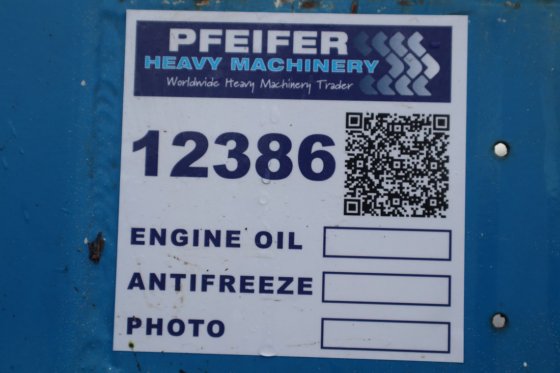 PFEIFER
HEAVY MACHINERY
Worldwide Heavy Machinery Trader
12386
ENGINE OIL
ANTIFREEZE
PHOTO